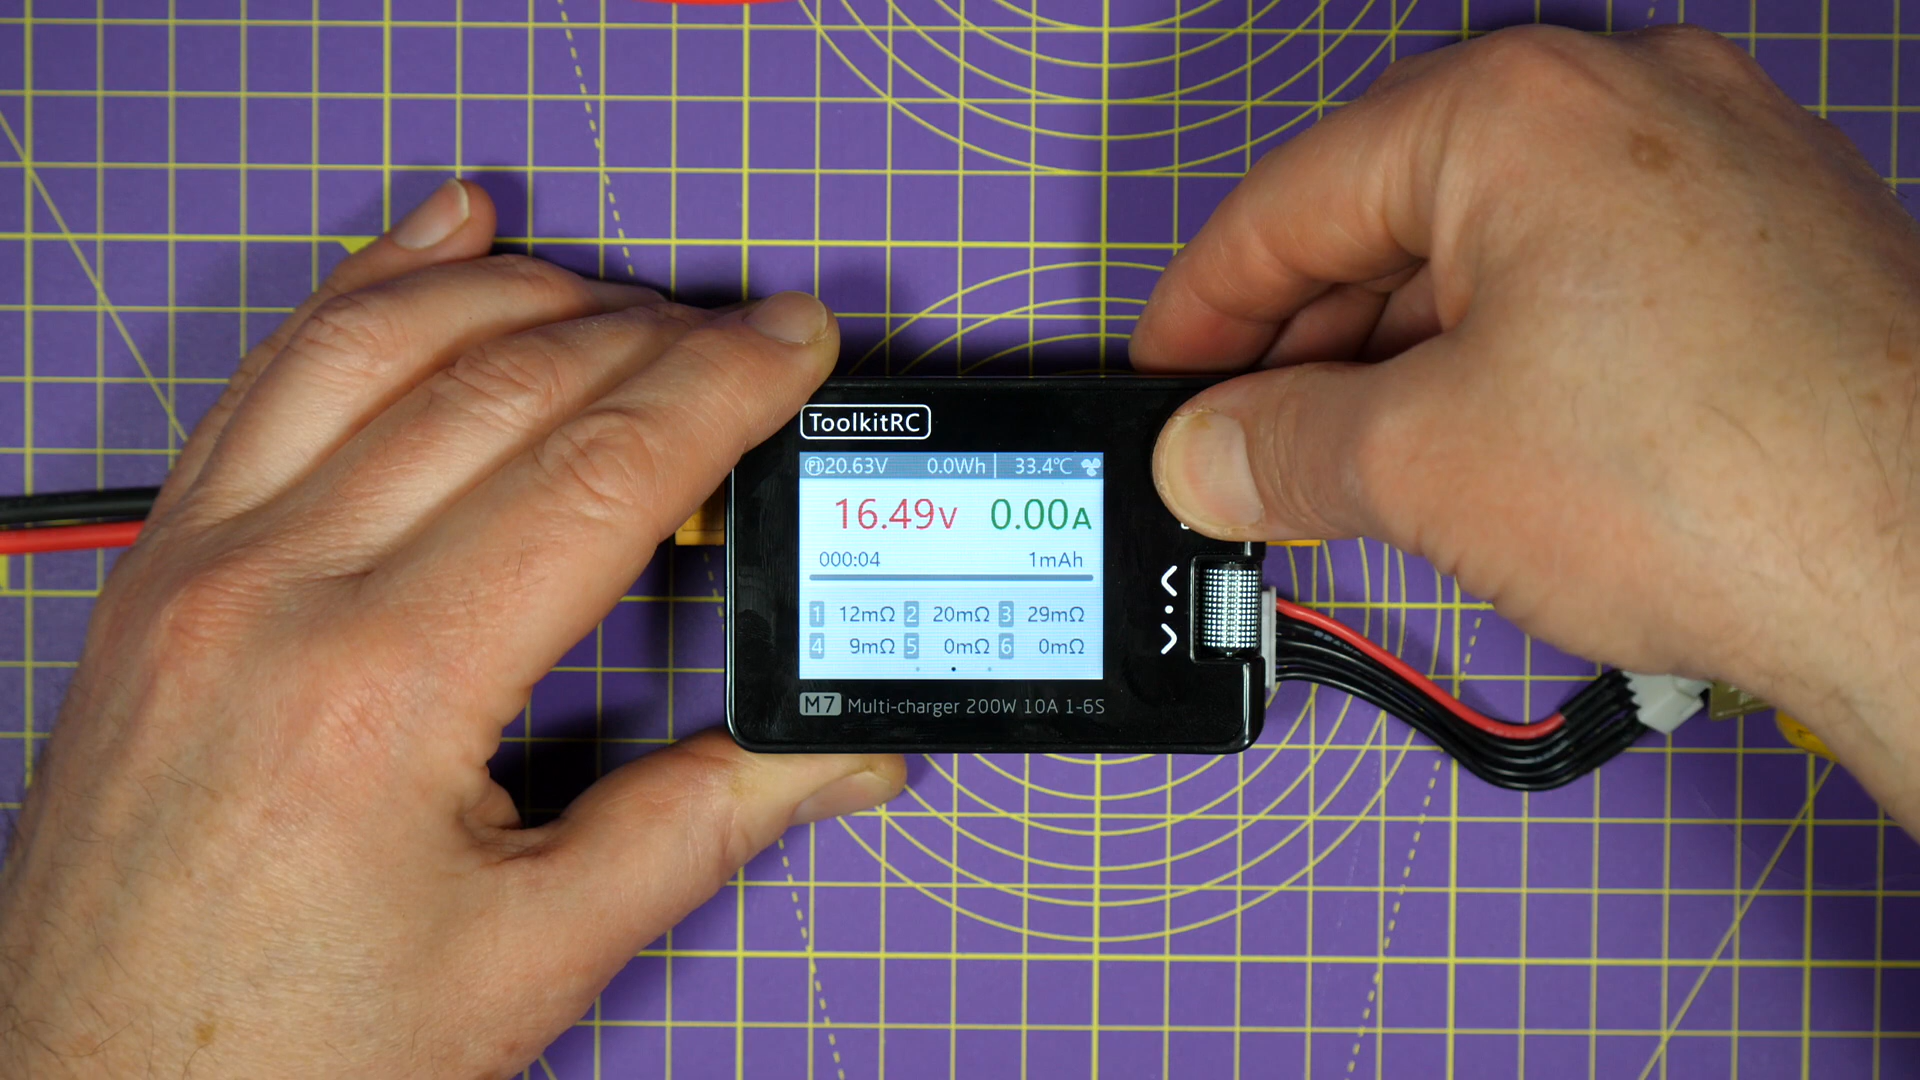 ToolkitRC
P1 20.63V 0.0Wh 33.4°C
16.49V 0.00A
000:04 1mAh
1 12mΩ 2 20mΩ 3 29mΩ
4 9mΩ 5 0mΩ 6 0mΩ
M7 Multi-charger 200W 10A 1-6S